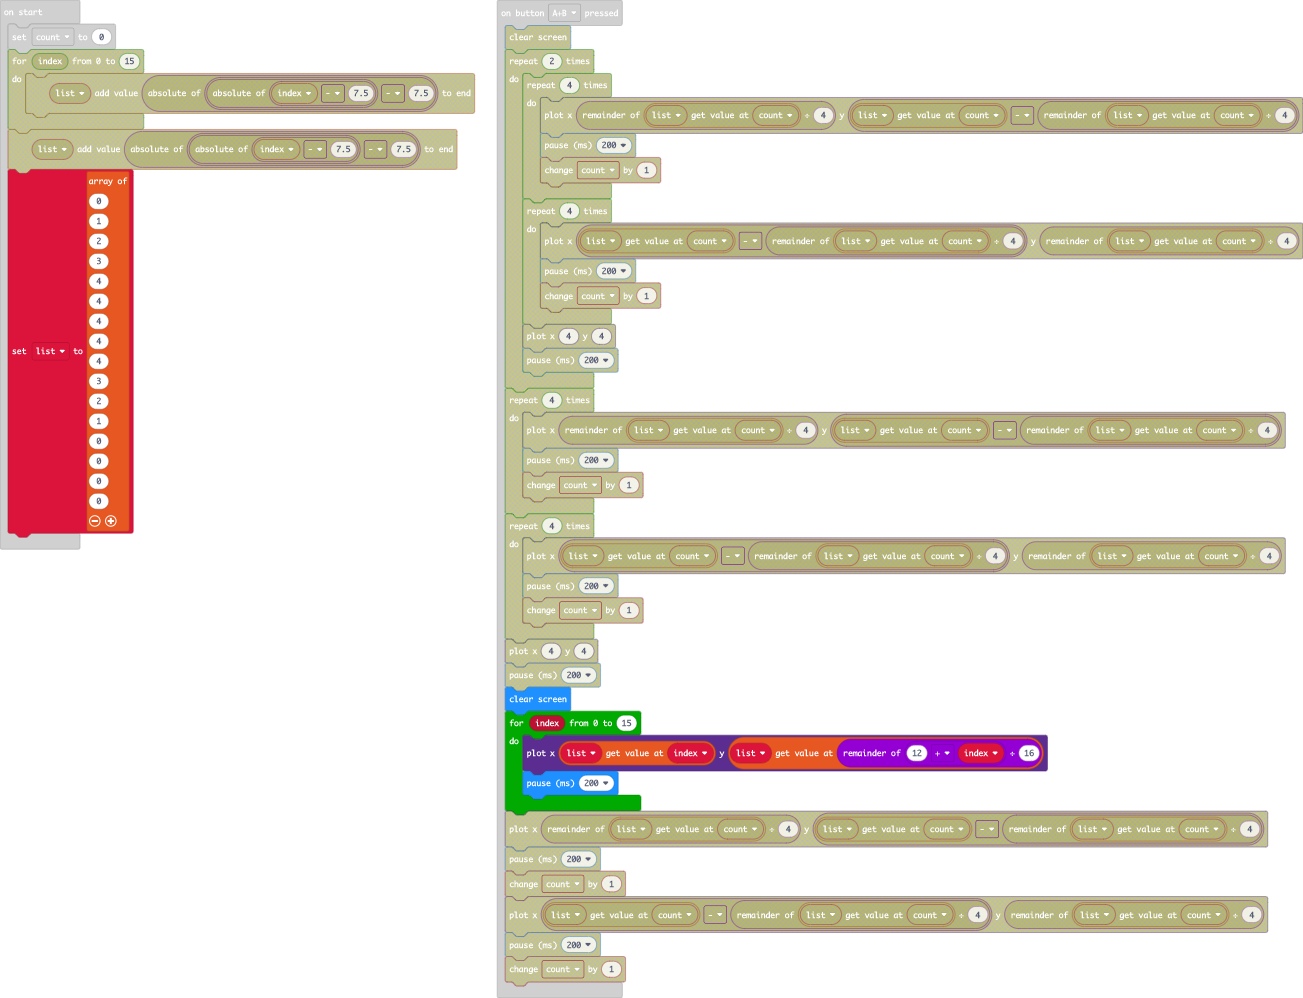 on start
set count to 0
for index from 0 to 15
do
list add value absolute of absolute of index - 7.5 - 7.5 to end
list add value absolute of absolute of index - 7.5 - 7.5 to end
set list to array of
0
1
2
3
4
4
4
4
4
3
2
1
0
0
0
0
on button A+B pressed
clear screen
repeat 2 times
do
repeat 4 times
do
plot x remainder of list get value at count ÷ 4 y list get value at count - remainder of list get value at count ÷ 4
pause (ms) 200
change count by 1
repeat 4 times
do
plot x list get value at count - remainder of list get value at count ÷ 4 y remainder of list get value at count ÷ 4
pause (ms) 200
change count by 1
plot x 4 y 4
pause (ms) 200
repeat 4 times
do
plot x remainder of list get value at count ÷ 4 y list get value at count - remainder of list get value at count ÷ 4
pause (ms) 200
change count by 1
repeat 4 times
do
plot x list get value at count - remainder of list get value at count ÷ 4 y remainder of list get value at count ÷ 4
pause (ms) 200
change count by 1
plot x 4 y 4
pause (ms) 200
clear screen
for index from 0 to 15
do
plot x list get value at index y list get value at remainder of 12 + index ÷ 16
pause (ms) 200
plot x remainder of list get value at count ÷ 4 y list get value at count - remainder of list get value at count ÷ 4
pause (ms) 200
change count by 1
plot x list get value at count - remainder of list get value at count ÷ 4 y remainder of list get value at count ÷ 4
pause (ms) 200
change count by 1